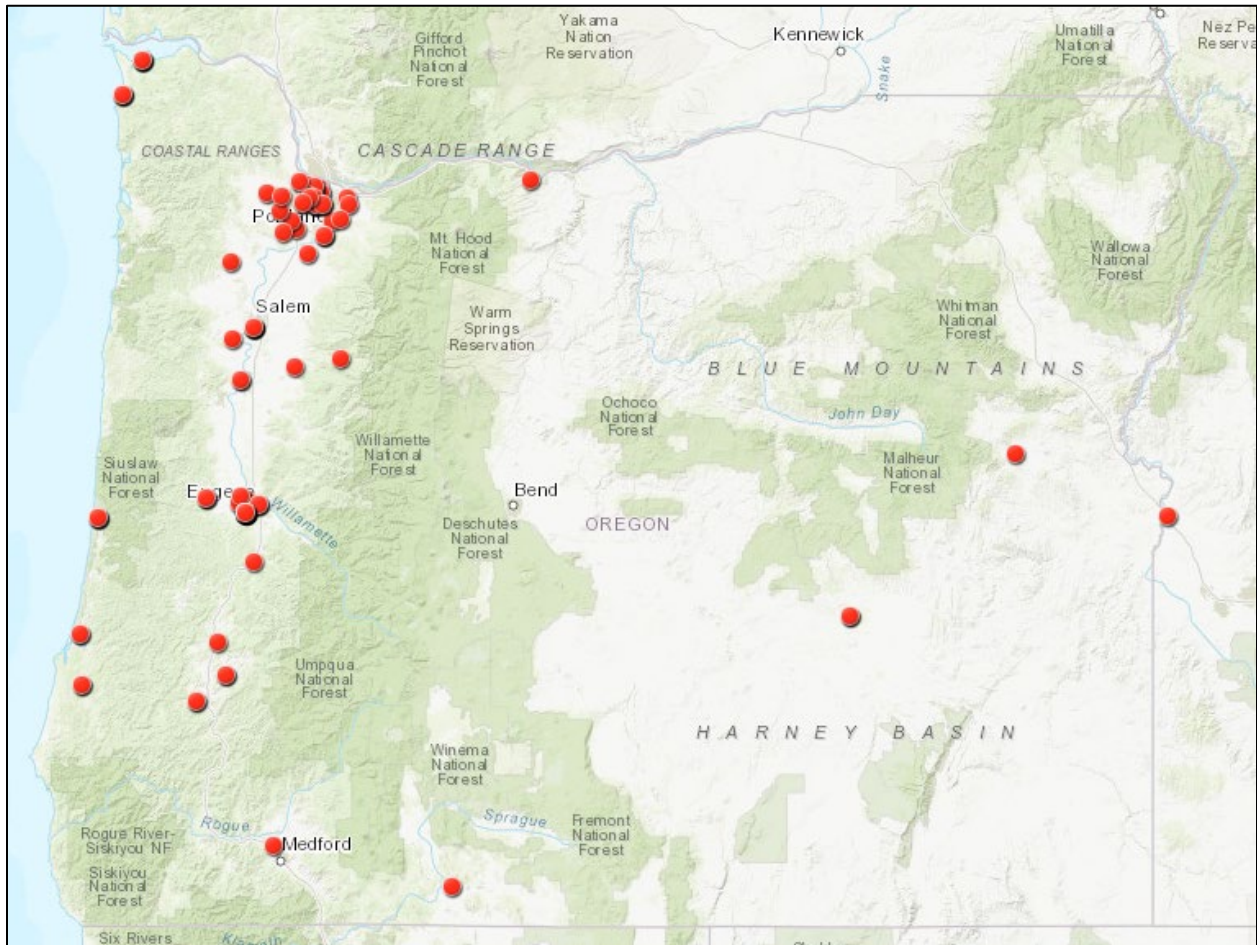 Yakama
Nation
Reservation
Kennewick
Umatilla
National
Forest
Nez Pe
Reserva
Gifford
Pinchot
National
Forest
Snake
COASTAL RANGES
CASCADE RANGE
Mt. Hood
National
Forest
Wallowa
National
Forest
Salem
Warm
Springs
Reservation
Whitman
National
Forest
BLUE MOUNTAINS
Ochoco
National
Forest
John Day
Willamette
National
Forest
Malheur
National
Forest
Siuslaw
National
Forest
Bend
Willamette
Deschutes
National
Forest
OREGON
Umpqua
National
Forest
HARNEY BASIN
Winema
National
Forest
Rogue
Sprague
Fremont
National
Forest
Rogue River-
Siskiyou NF
Medford
Siskiyou
National
Forest
Six Rivers